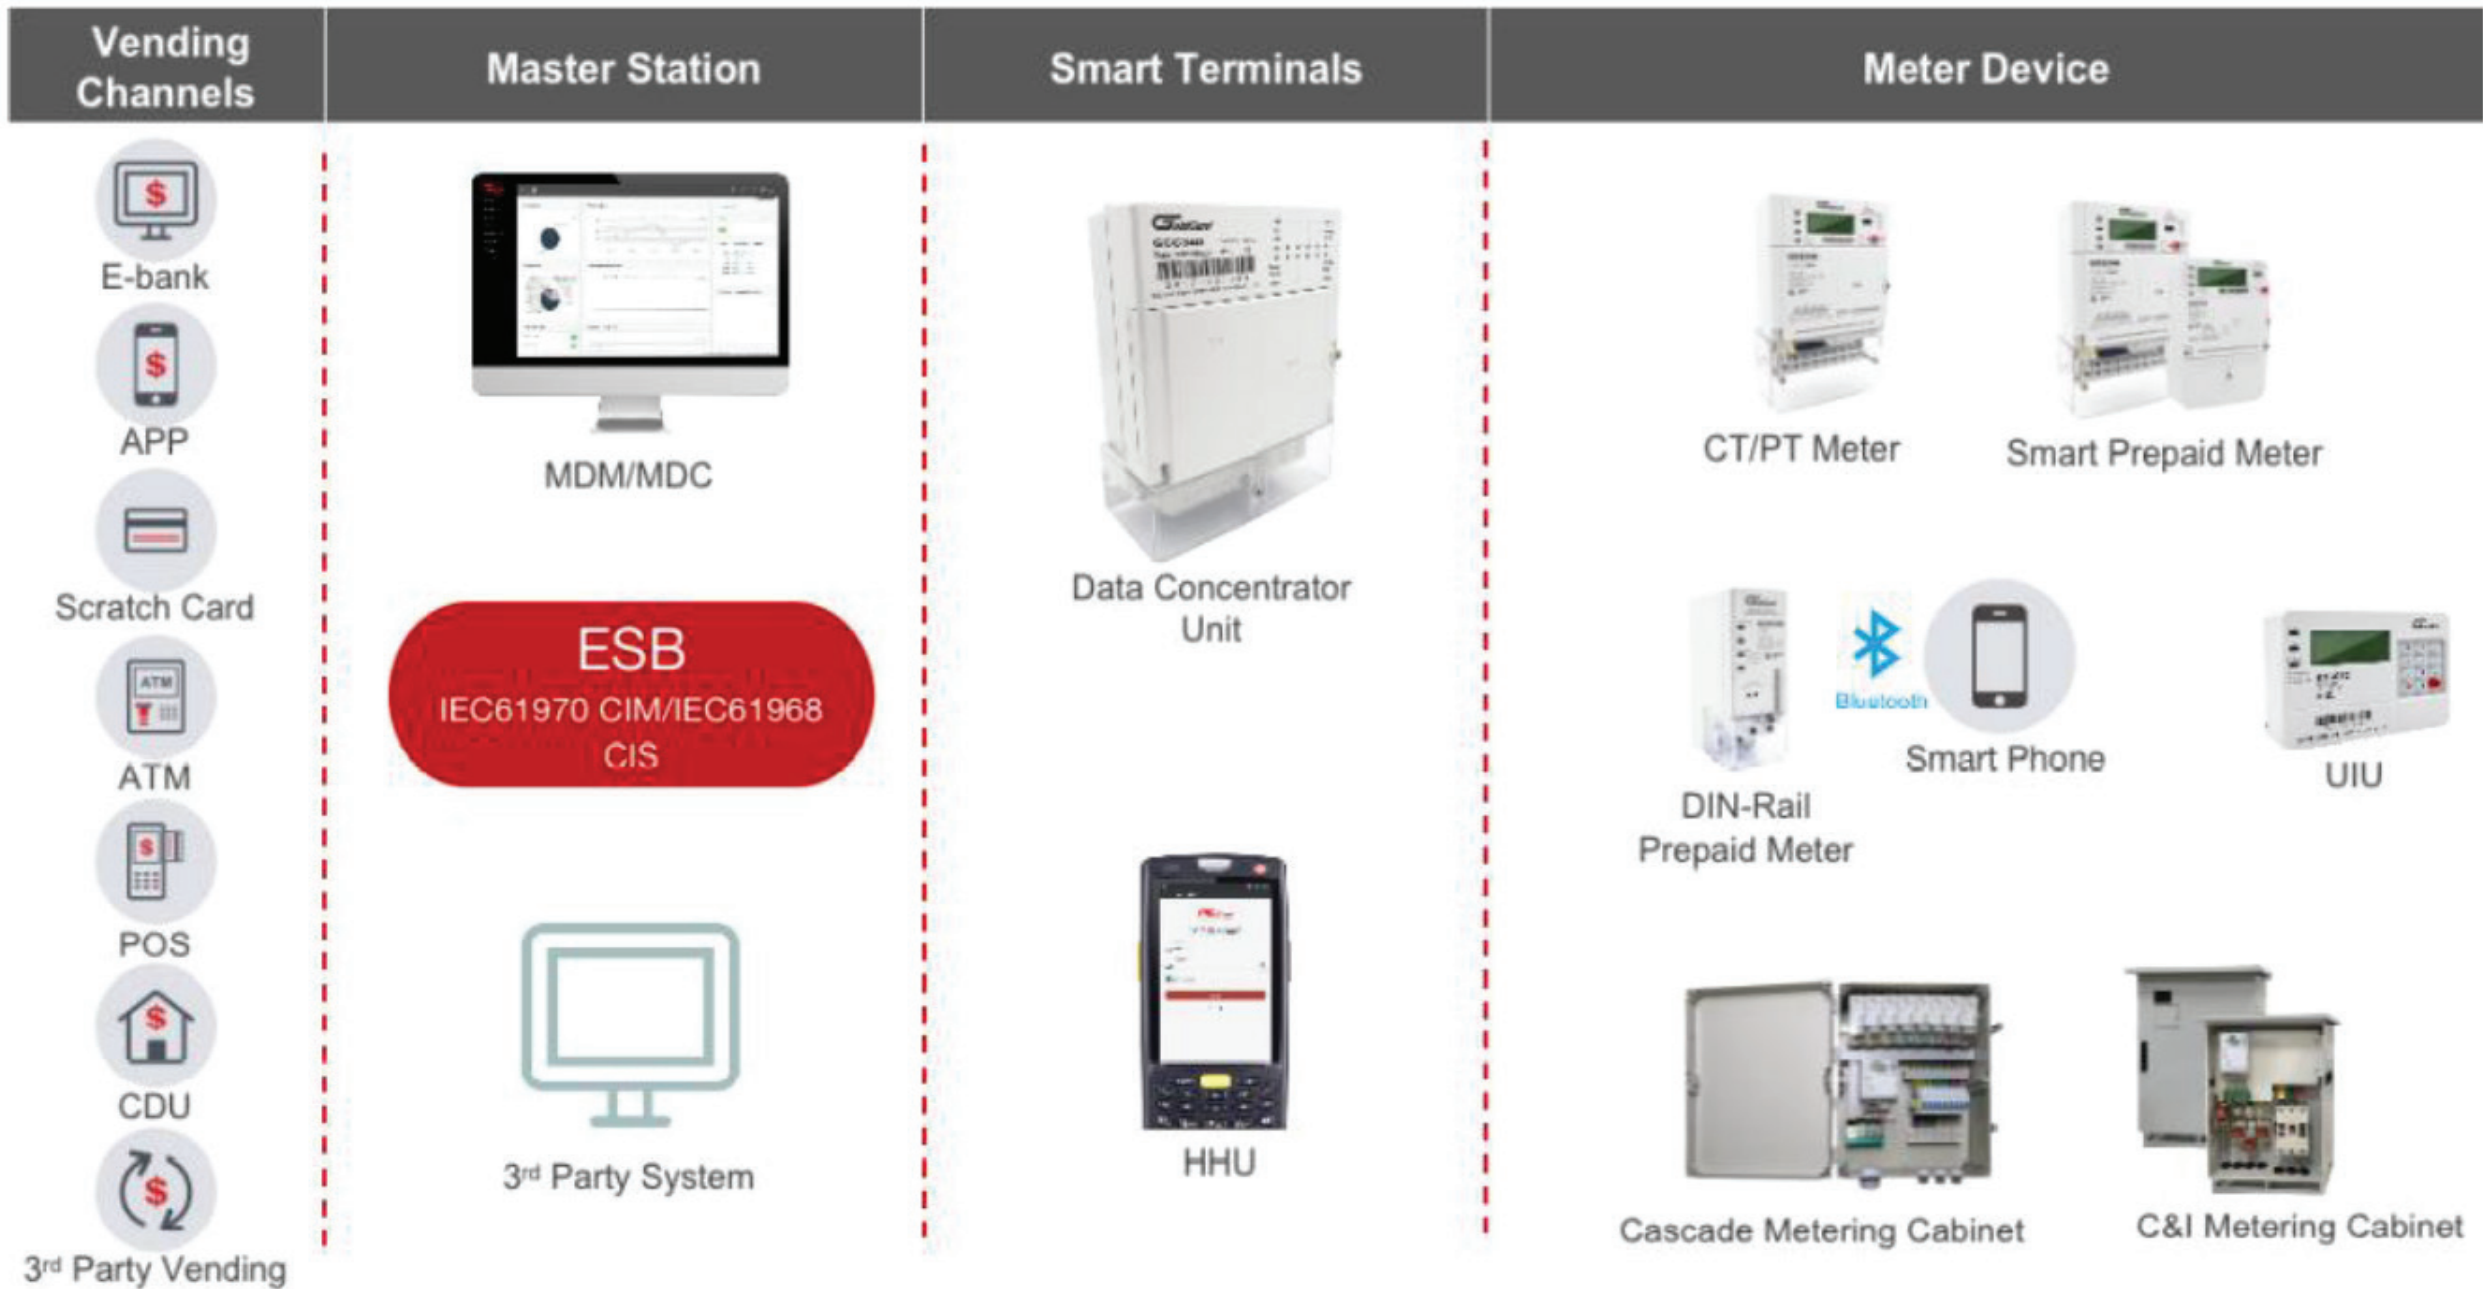 Vending
Channels
Master Station
Smart Terminals
Meter Device
$
E-bank
$
APP
Scratch Card
ATM
ATM
$
POS
$
CDU
$
3rd Party Vending
MDM/MDC
ESB
IEC61970 CIM/IEC61968
CIS
3rd Party System
Data Concentrator
Unit
HHU
CT/PT Meter
Smart Prepaid Meter
DIN-Rail
Prepaid Meter
Bluetooth
Smart Phone
UIU
Cascade Metering Cabinet
C&I Metering Cabinet